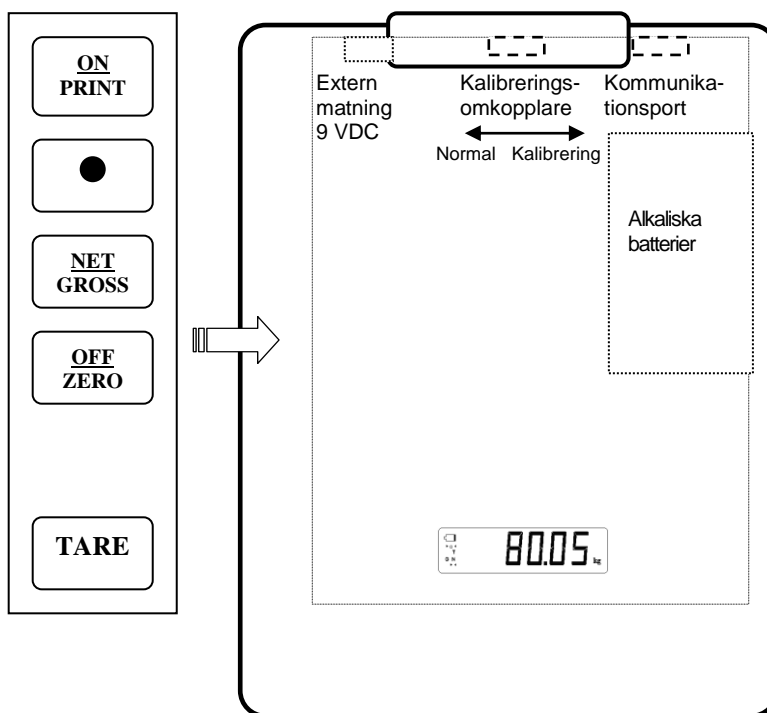 ON
PRINT
NET
GROSS
OFF
ZERO
TARE
Extern
matning
9 VDC
Kalibrerings-
omkopplare
Normal Kalibrering
Kommunika-
tionsport
Alkaliska
batterier
80.05 kg